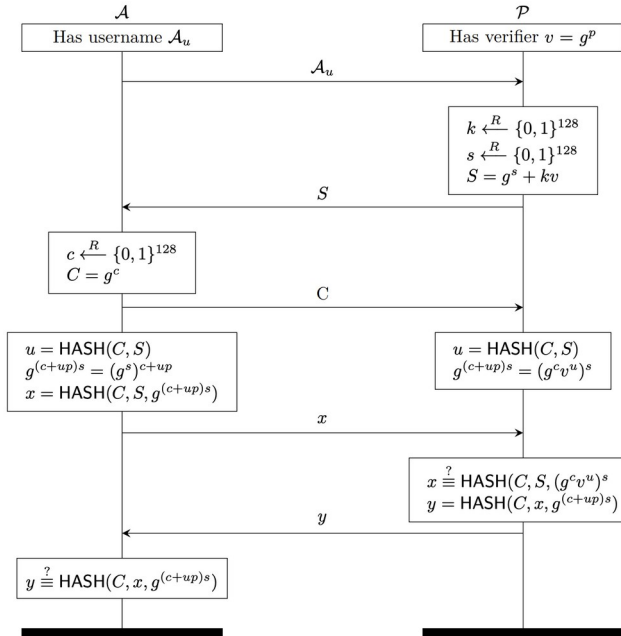 𝒜
𝒫
Has username 𝒜ᵤ
Has verifier v = gᵖ
𝒜ᵤ
k ←ᴿ {0, 1}¹²⁸
s ←ᴿ {0, 1}¹²⁸
S = gˢ + kv
S
c ←ᴿ {0, 1}¹²⁸
C = gᶜ
C
u = HASH(C, S)
g^{(c+up)s} = (gˢ)^{c+up}
x = HASH(C, S, g^{(c+up)s})
u = HASH(C, S)
g^{(c+up)s} = (gᶜvᵘ)ˢ
x
x ≟ HASH(C, S, (gᶜvᵘ)ˢ
y = HASH(C, x, g^{(c+up)s})
y
y ≟ HASH(C, x, g^{(c+up)s})